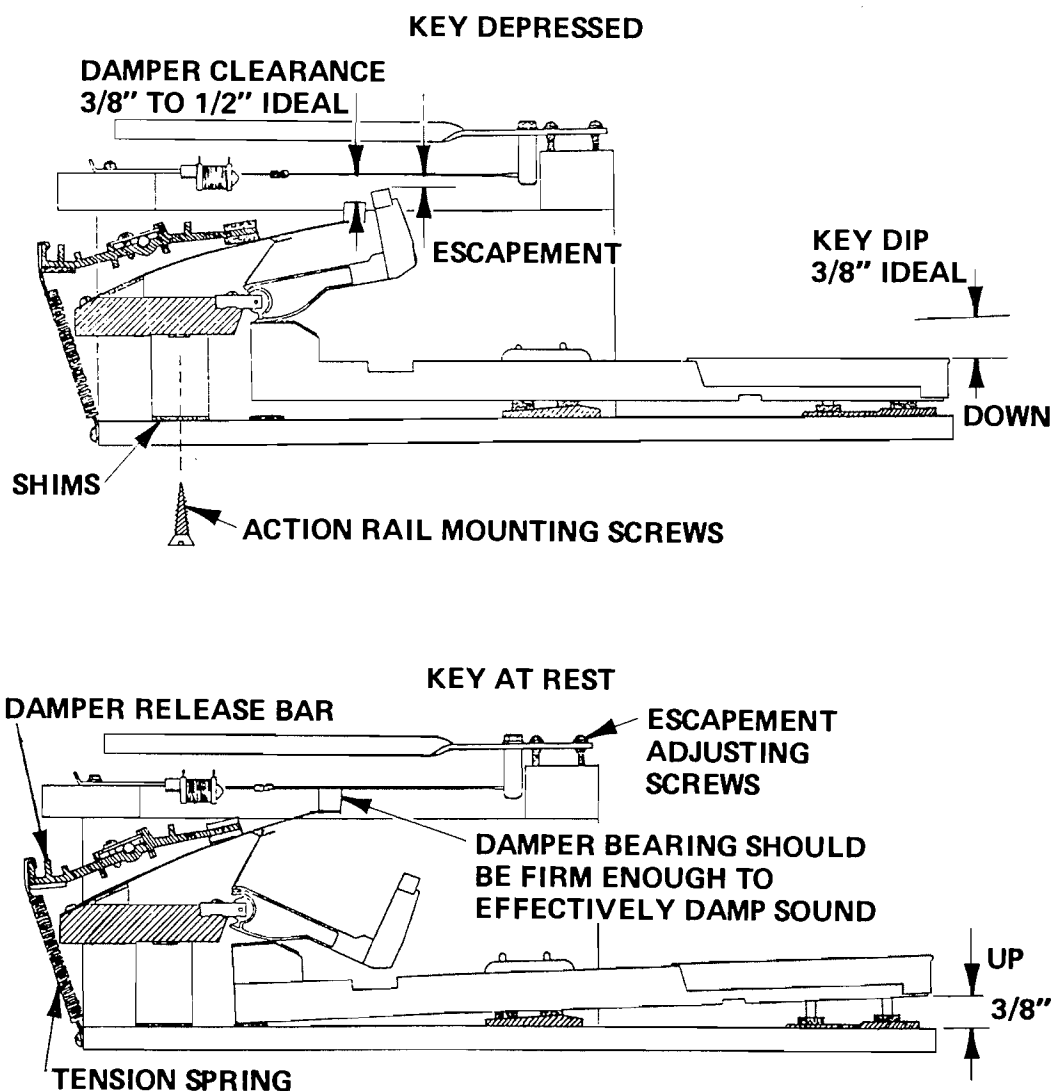 KEY DEPRESSED
DAMPER CLEARANCE
3/8" TO 1/2" IDEAL
ESCAPEMENT
KEY DIP
3/8" IDEAL
DOWN
SHIMS
ACTION RAIL MOUNTING SCREWS
KEY AT REST
DAMPER RELEASE BAR
ESCAPEMENT
ADJUSTING
SCREWS
DAMPER BEARING SHOULD
BE FIRM ENOUGH TO
EFFECTIVELY DAMP SOUND
UP
3/8"
TENSION SPRING